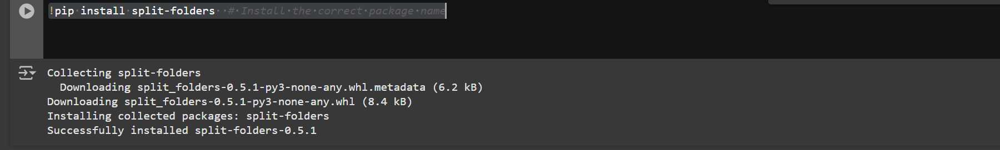 !pip install split-folders  # Install the correct package name
Collecting split-folders
  Downloading split_folders-0.5.1-py3-none-any.whl.metadata (6.2 kB)
Downloading split_folders-0.5.1-py3-none-any.whl (8.4 kB)
Installing collected packages: split-folders
Successfully installed split-folders-0.5.1